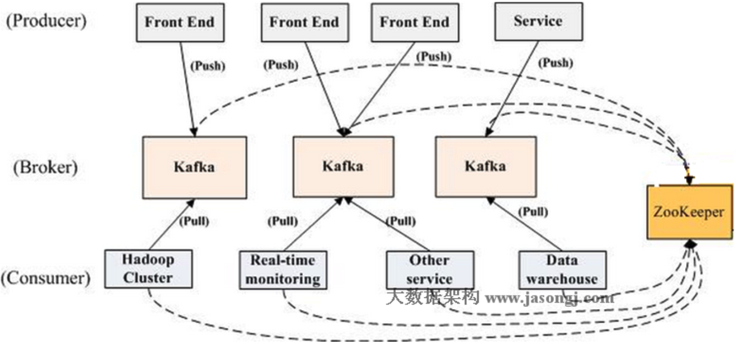 (Producer)
Front End
Front End
Front End
Service
(Push)
(Push)
(Push)
(Push)
(Broker)
Kafka
Kafka
Kafka
ZooKeeper
(Pull)
(Pull)
(Pull)
(Pull)
(Consumer)
Hadoop
Cluster
Real-time
monitoring
Other
service
Data
warehouse
大数据架构 www.jasongj.com